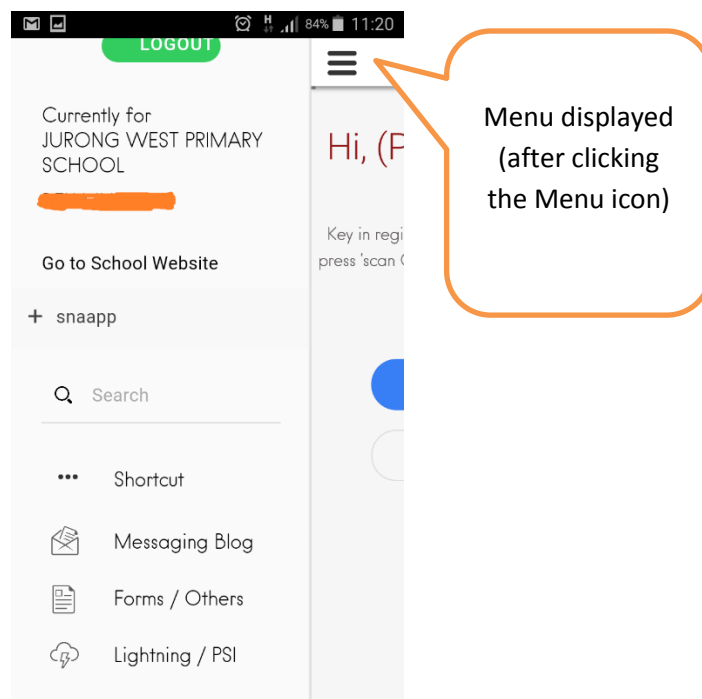 84% 11:20
LOGOUT
Currently for
JURONG WEST PRIMARY
SCHOOL
Go to School Website
+ snaapp
Search
Shortcut
Messaging Blog
Forms / Others
Lightning / PSI
Hi, (P
Key in regi
press 'scan
Menu displayed
(after clicking
the Menu icon)